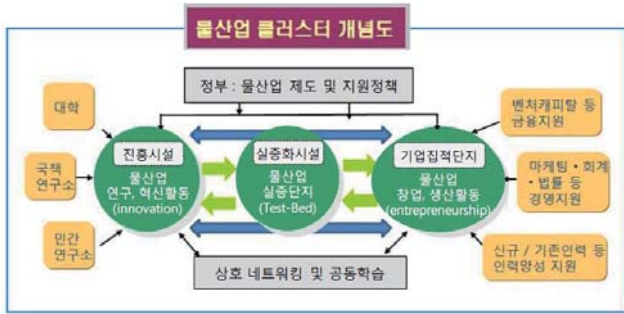 물산업 클러스터 개념도
정부 : 물산업 제도 및 지원정책
대학
국책
연구소
민간
연구소
진흥시설
물산업
연구, 혁신활동
(innovation)
실증화시설
물산업
실증단지
(Test-Bed)
기업집적단지
물산업
창업, 생산활동
(entrepreneurship)
벤처캐피탈 등
금융지원
마케팅・회계
・법률 등
경영지원
신규 / 기존인력 등
인력양성 지원
상호 네트워킹 및 공동학습